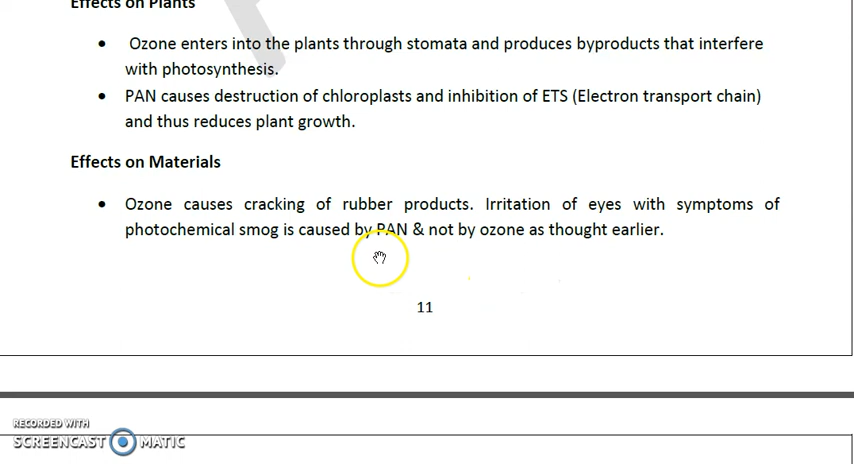 Effects on Plants
• Ozone enters into the plants through stomata and produces byproducts that interfere
with photosynthesis.
• PAN causes destruction of chloroplasts and inhibition of ETS (Electron transport chain)
and thus reduces plant growth.
Effects on Materials
• Ozone causes cracking of rubber products. Irritation of eyes with symptoms of
photochemical smog is caused by PAN & not by ozone as thought earlier.
11
RECORDED WITH
SCREENCAST MATIC